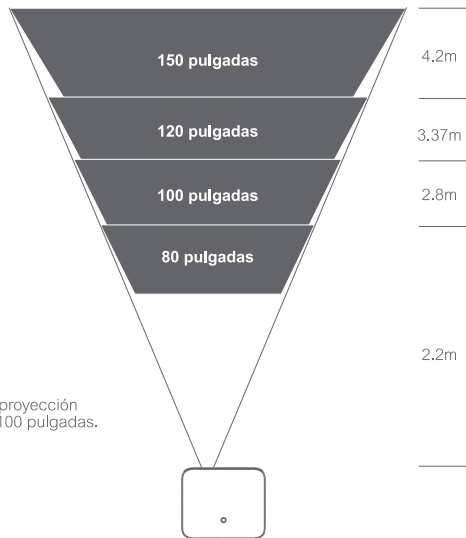 150 pulgadas
4.2m
120 pulgadas
3.37m
100 pulgadas
2.8m
80 pulgadas
2.2m
proyección
100 pulgadas.